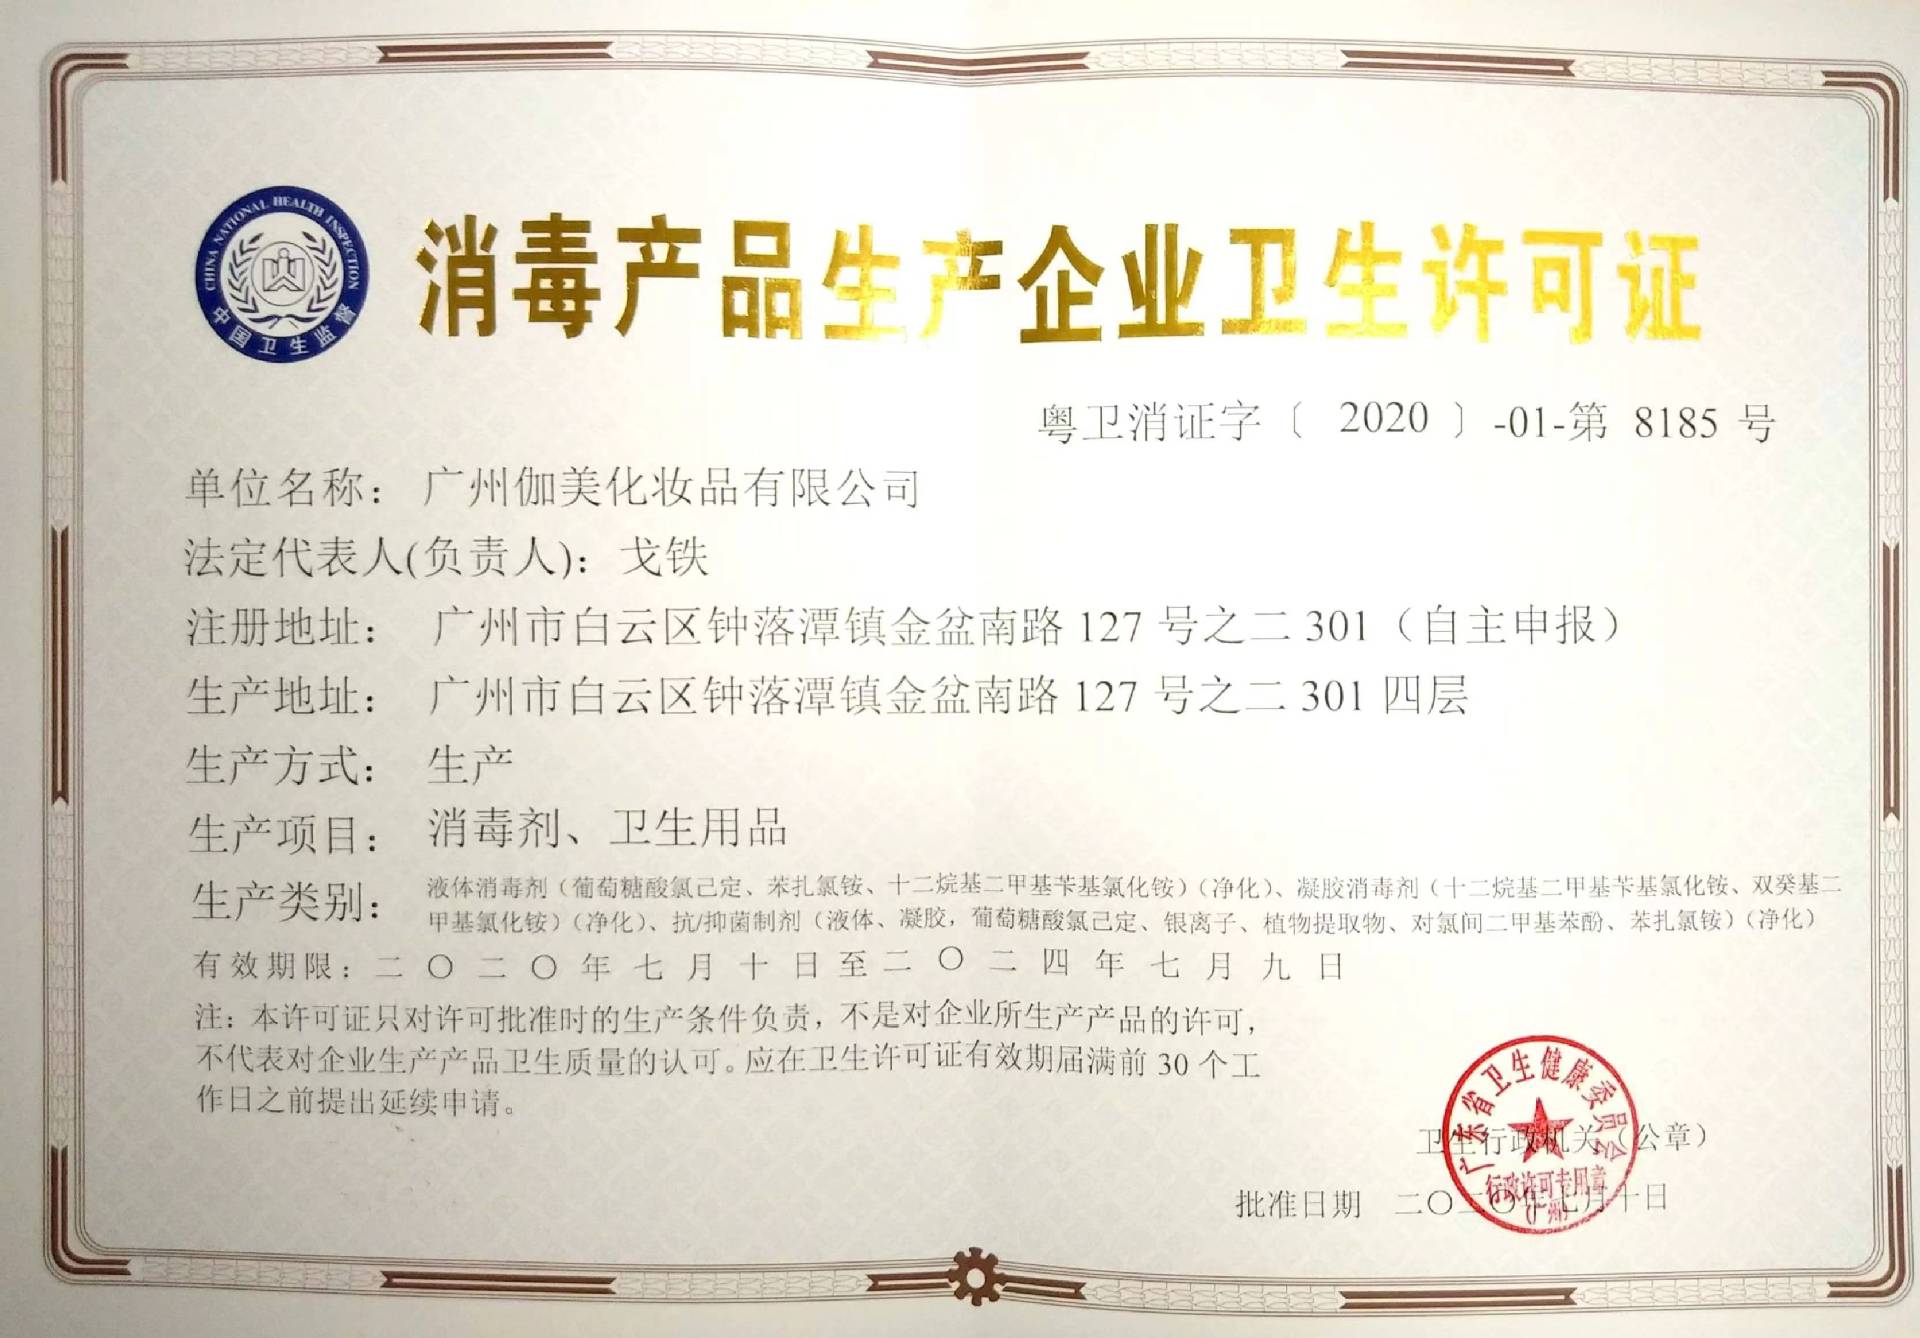 CHINA NATIONAL HEALTH INSPECTION
中国卫生监督
消毒产品生产企业卫生许可证
粤卫消证字〔 2020 〕-01-第 8185 号
单位名称： 广州伽美化妆品有限公司
法定代表人(负责人)： 戈铁
注册地址： 广州市白云区钟落潭镇金盆南路 127 号之二 301（自主申报）
生产地址： 广州市白云区钟落潭镇金盆南路 127 号之二 301 四层
生产方式： 生产
生产项目： 消毒剂、卫生用品
生产类别： 液体消毒剂（葡萄糖酸氯己定、苯扎氯铵、十二烷基二甲基苄基氯化铵）（净化）、凝胶消毒剂（十二烷基二甲基苄基氯化铵、双癸基二
甲基氯化铵）（净化）、抗/抑菌制剂（液体、凝胶，葡萄糖酸氯己定、银离子、植物提取物、对氯间二甲基苯酚、苯扎氯铵）（净化）
有效期限：二〇二〇年七月十日至二〇二四年七月九日
注：本许可证只对许可批准时的生产条件负责，不是对企业所生产产品的许可，
不代表对企业生产产品卫生质量的认可。应在卫生许可证有效期届满前 30 个工
作日之前提出延续申请。
广东省卫生健康委员会
卫生行政机关（公章）
行政许可专用章
（广州）
批准日期 二〇二〇年七月十日